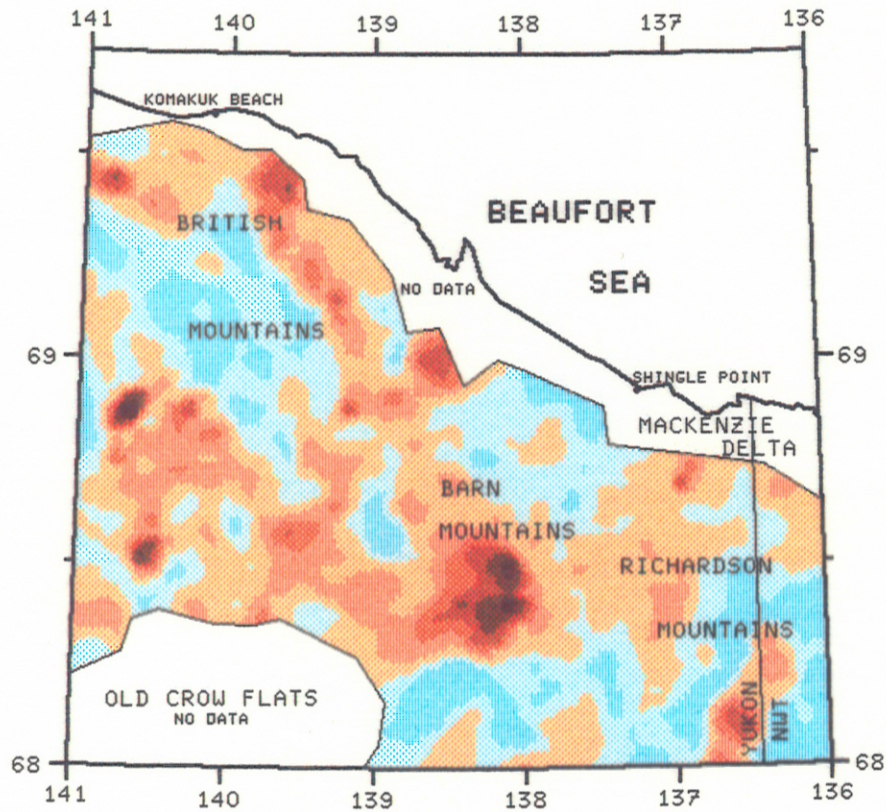 141 140 139 138 137 136
KOMAKUK BEACH
BRITISH
BEAUFORT
SEA
NO DATA
MOUNTAINS
69 69
SHINGLE POINT
MACKENZIE
DELTA
BARN
MOUNTAINS
RICHARDSON
MOUNTAINS
OLD CROW FLATS
NO DATA
YUKON
NWT
68 68
141 140 139 138 137 136